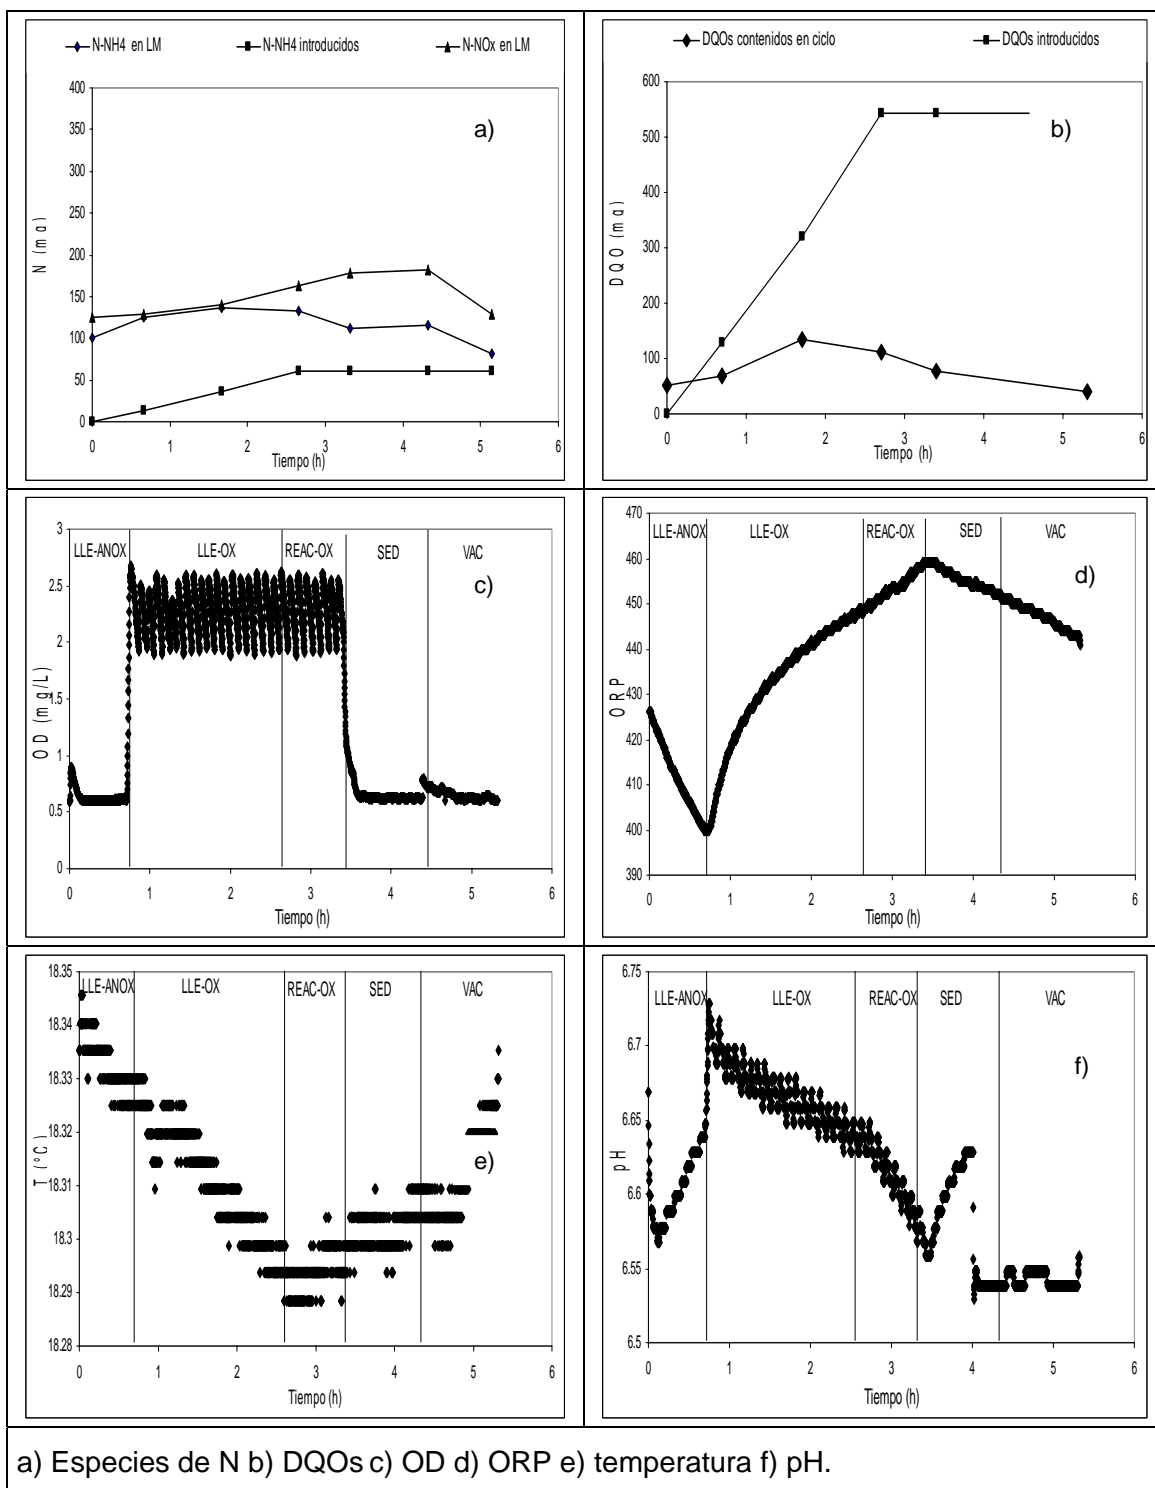 N-NH4 en LM
N-NH4 introducidos
N-NOx en LM
a)
400
350
300
250
200
150
100
50
0
N (mg)
0 1 2 3 4 5 6
Tiempo (h)
DQOs contenidos en ciclo
DQOs introducidos
b)
600
500
400
300
200
100
0
DQO (mg)
0 1 2 3 4 5 6
Tiempo (h)
LLE-ANOX LLE-OX REAC-OX SED VAC
c)
3
2.5
2
1.5
1
0.5
0
OD (mg/L)
0 1 2 3 4 5 6
Tiempo (h)
LLE-ANOX LLE-OX REAC-OX SED VAC
d)
470
460
450
440
430
420
410
400
390
ORP
0 1 2 3 4 5 6
Tiempo (h)
LLE-ANOX LLE-OX REAC-OX SED VAC
e)
18.35
18.34
18.33
18.320
18.31
18.3
18.29
18.28
T (°C)
0 1 2 3 4 5 6
Tiempo (h)
LLE-ANOX LLE-OX REAC-OX SED VAC
f)
6.75
6.7
6.65
6.6
6.55
6.5
pH
0 1 2 3 4 5 6
Tiempo (h)
a) Especies de N b) DQOs c) OD d) ORP e) temperatura f) pH.